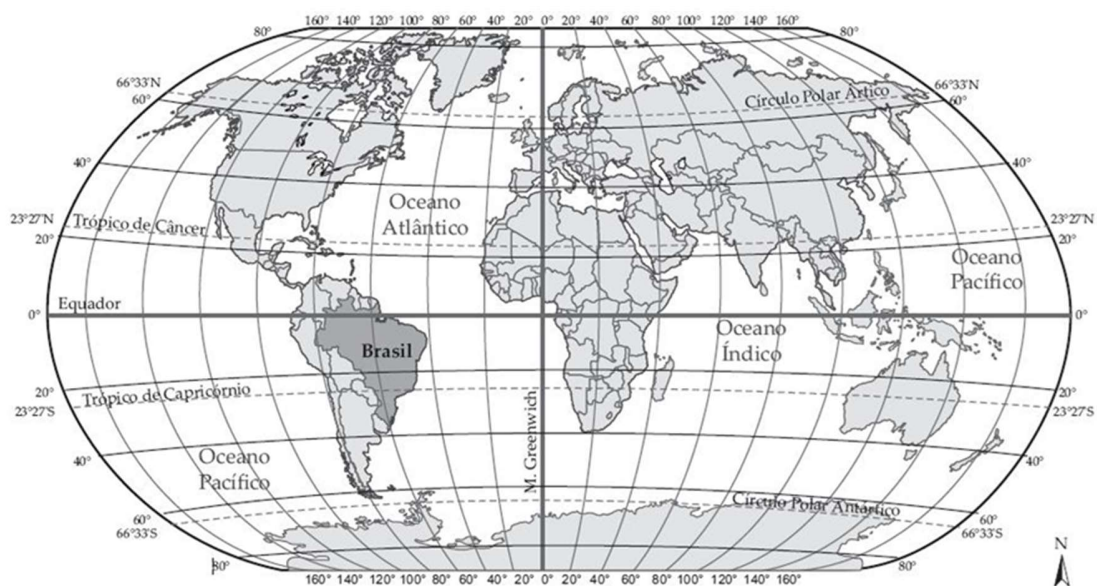 160° 140° 120° 100° 80° 60° 40° 20° 0° 20° 40° 60° 80° 100° 120° 140° 160°
80° 80°
66°33'N 66°33'N
Círculo Polar Ártico
60° 60°
40° 40°
Oceano
Atlântico
23°27'N 23°27'N
Trópico de Câncer
20° 20°
Oceano
Pacífico
Equador
0° 0°
Oceano
Índico
Brasil
20° 20°
Trópico de Capricórnio
23°27'S 23°27'S
M. Greenwich
40° 40°
Oceano
Pacífico
Círculo Polar Antártico
60° 60°
66°33'S 66°33'S
N
80° 80°
160° 140° 120° 100° 80° 60° 40° 20° 0° 20° 40° 60° 80° 100° 120° 140° 160°